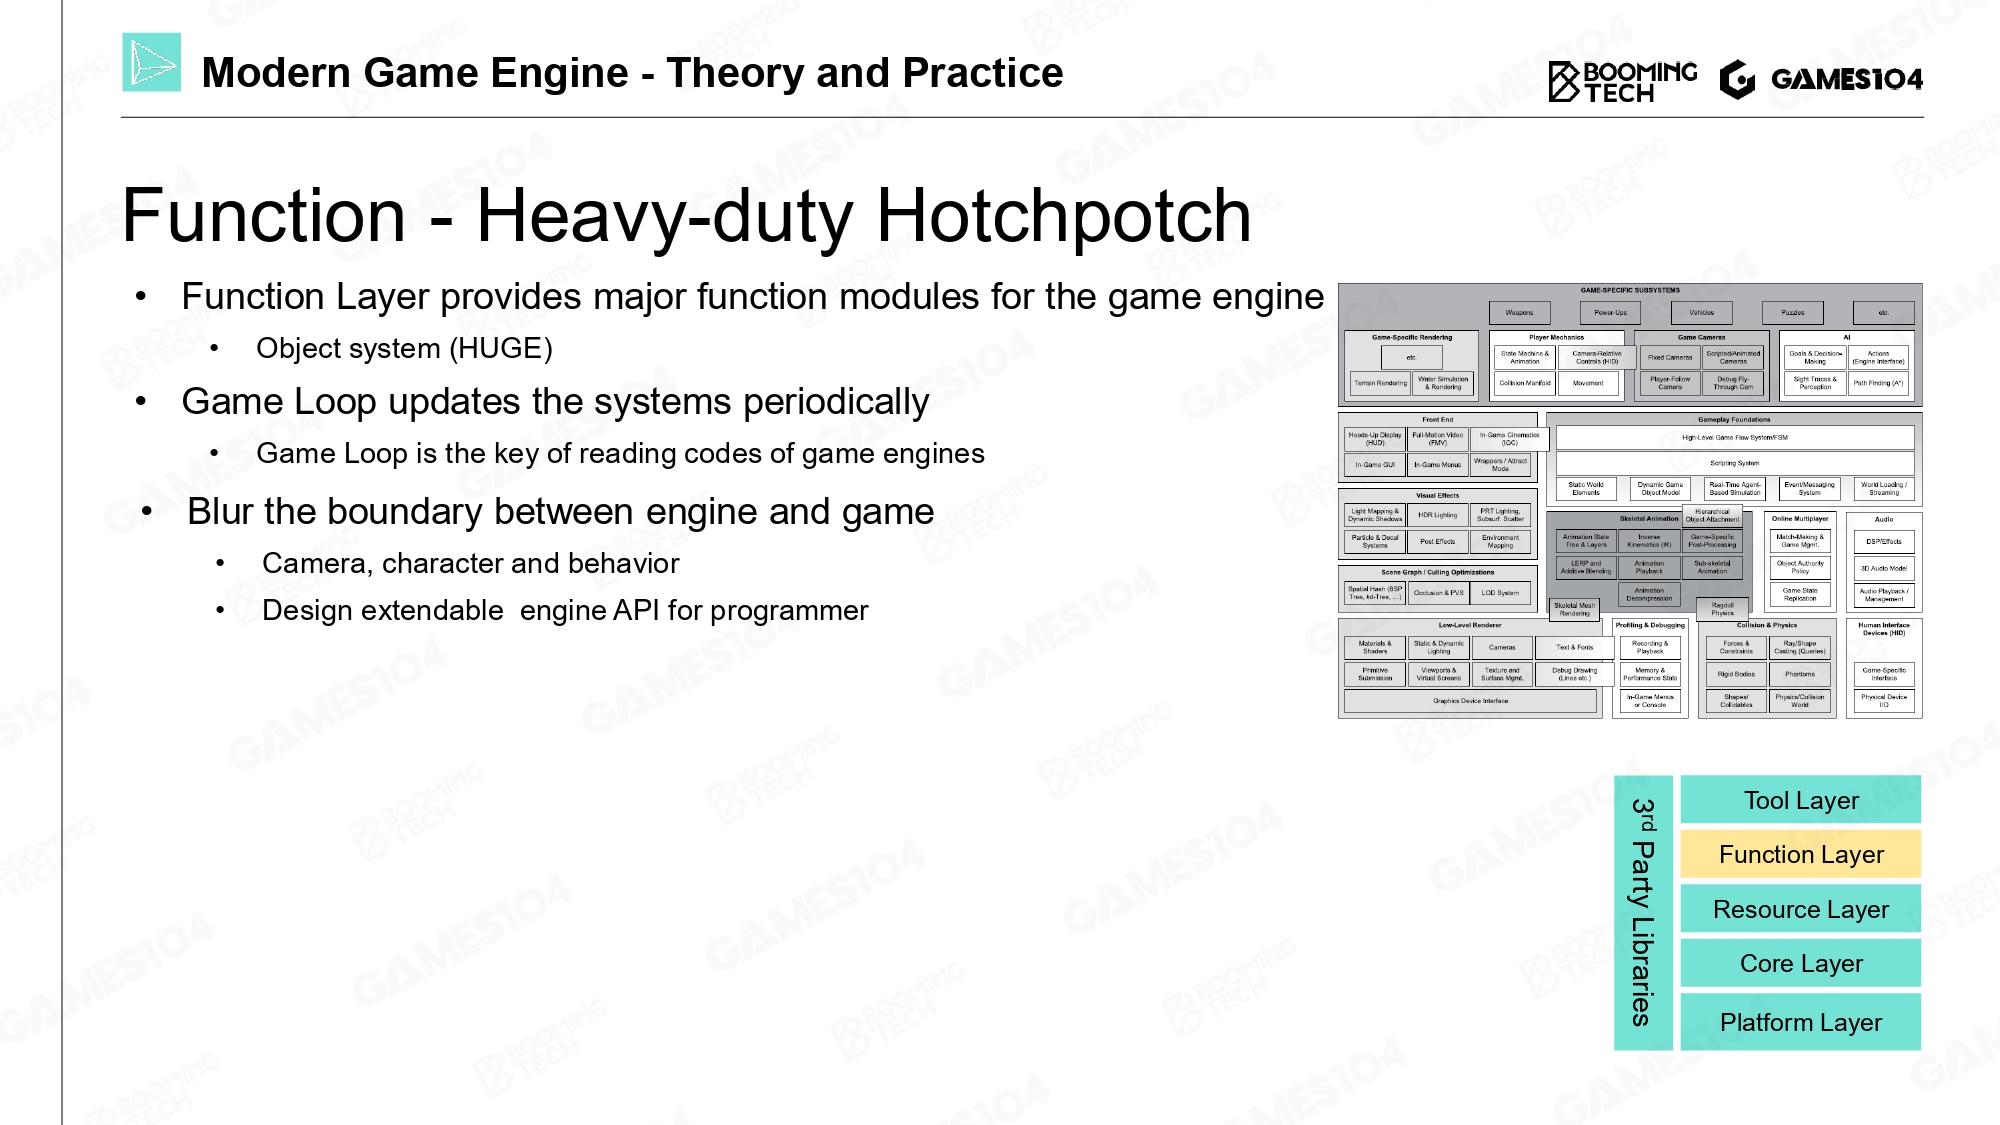 Modern Game Engine - Theory and Practice
BOOMING
TECH
GAMES104
Function - Heavy-duty Hotchpotch
• Function Layer provides major function modules for the game engine
• Object system (HUGE)
• Game Loop updates the systems periodically
• Game Loop is the key of reading codes of game engines
• Blur the boundary between engine and game
• Camera, character and behavior
• Design extendable  engine API for programmer
GAME-SPECIFIC SUBSYSTEMS
Weapons
Power-Ups
Vehicles
Puzzles
etc.
Game-Specific Rendering
etc.
Terrain Rendering
Water Simulation
& Rendering
Player Mechanics
State Machine &
Animation
Camera-Relative
Controls (HID)
Collision Manifold
Movement
Game Cameras
Fixed Cameras
Scripted/Animated
Cameras
Player-Follow
Camera
Debug Fly-
Through Cam
AI
Goals & Decision-
Making
Actions
(Engine Interface)
Sight Traces &
Perception
Path Finding (A*)
Front End
Heads-Up Display
(HUD)
Full-Motion Video
(FMV)
In-Game Cinematics
(IGC)
In-Game GUI
In-Game Menus
Wrappers / Attract
Mode
Gameplay Foundations
High-Level Game Flow System/FSM
Scripting System
Static World
Elements
Dynamic Game
Object Model
Real-Time Agent-
Based Simulation
Event/Messaging
System
World Loading /
Streaming
Visual Effects
Light Mapping &
Dynamic Shadows
HDR Lighting
PRT Lighting,
Subsurf. Scatter
Particle & Decal
Systems
Post Effects
Environment
Mapping
Skeletal Animation
Hierarchical
Object Attachment
Animation State
Tree & Layers
Inverse
Kinematics (IK)
Game-Specific
Post-Processing
LERP and
Additive Blending
Animation
Playback
Sub-skeletal
Animation
Animation
Decompression
Skeletal Mesh
Rendering
Ragdoll
Physics
Online Multiplayer
Match-Making &
Game Mgmt.
Object Authority
Policy
Game State
Replication
Audio
DSP/Effects
3D Audio Model
Audio Playback /
Management
Scene Graph / Culling Optimizations
Spatial Hash (BSP
Tree, kd-Tree, ...)
Occlusion & PVS
LOD System
Low-Level Renderer
Materials &
Shaders
Static & Dynamic
Lighting
Cameras
Text & Fonts
Primitive
Submission
Viewports &
Virtual Screens
Texture and
Surface Mgmt.
Debug Drawing
(Lines etc.)
Graphics Device Interface
Profiling & Debugging
Recording &
Playback
Memory &
Performance Stats
In-Game Menus
or Console
Collision & Physics
Forces &
Constraints
Ray/Shape
Casting (Queries)
Rigid Bodies
Phantoms
Shapes/
Collidables
Physics/Collision
World
Human Interface
Devices (HID)
Game-Specific
Interface
Physical Device
I/O
3rd Party Libraries
Tool Layer
Function Layer
Resource Layer
Core Layer
Platform Layer